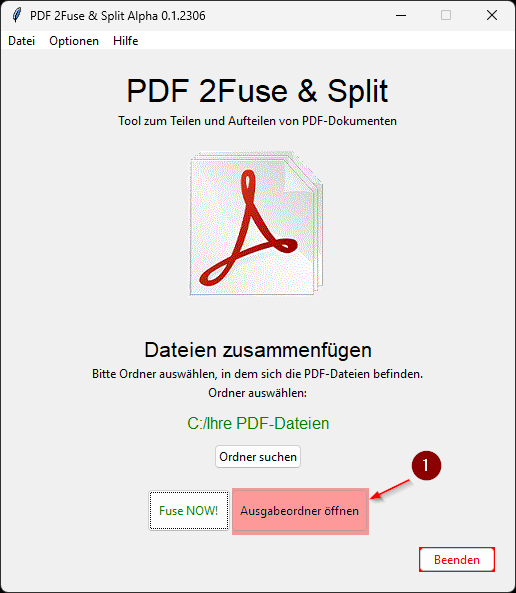 PDF 2Fuse & Split Alpha 0.1.2306
Datei Optionen Hilfe
PDF 2Fuse & Split
Tool zum Teilen und Aufteilen von PDF-Dokumenten
Dateien zusammenfügen
Bitte Ordner auswählen, in dem sich die PDF-Dateien befinden.
Ordner auswählen:
C:/Ihre PDF-Dateien
Ordner suchen
1
Fuse NOW! Ausgabeordner öffnen
Beenden